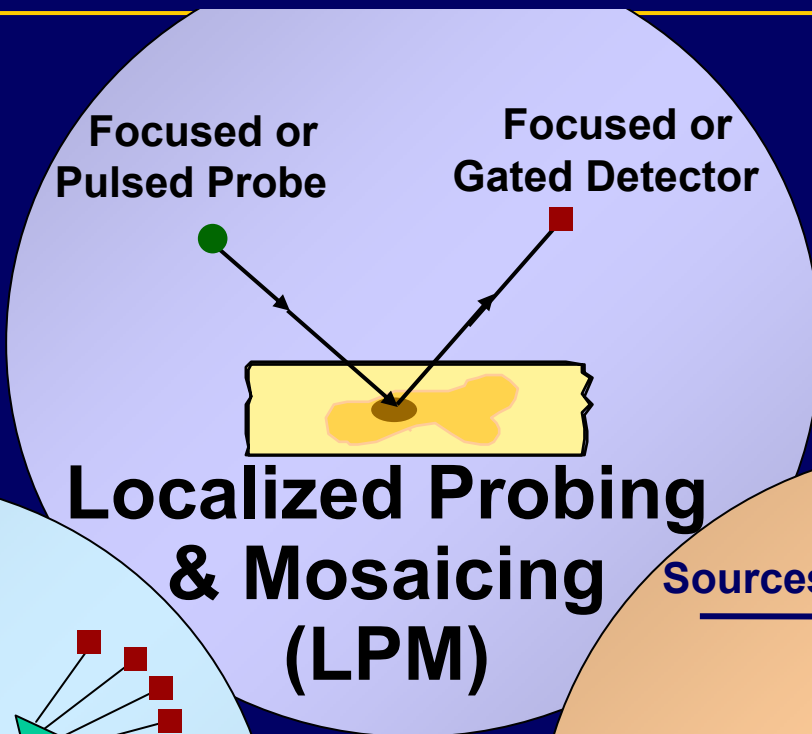 Focused or
Pulsed Probe
Focused or
Gated Detector
Localized Probing
& Mosaicing
(LPM)
Sources